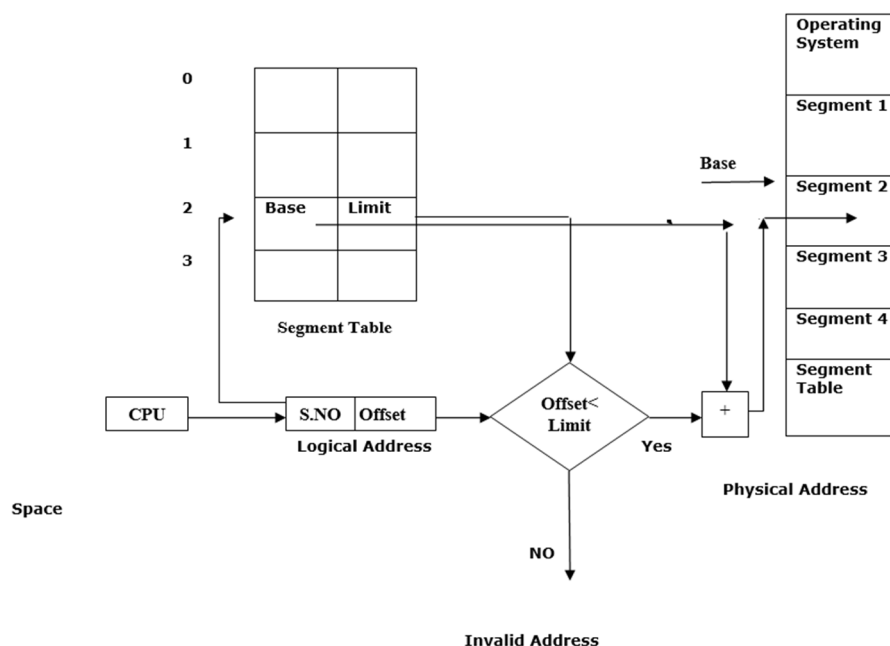 Operating
System
0
Segment 1
1
Base
Segment 2
2
Base Limit
3
Segment 3
Segment 4
Segment Table
Segment
Table
CPU
S.NO Offset
Offset<
Limit
+
Logical Address
Yes
Physical Address
Space
NO
Invalid Address